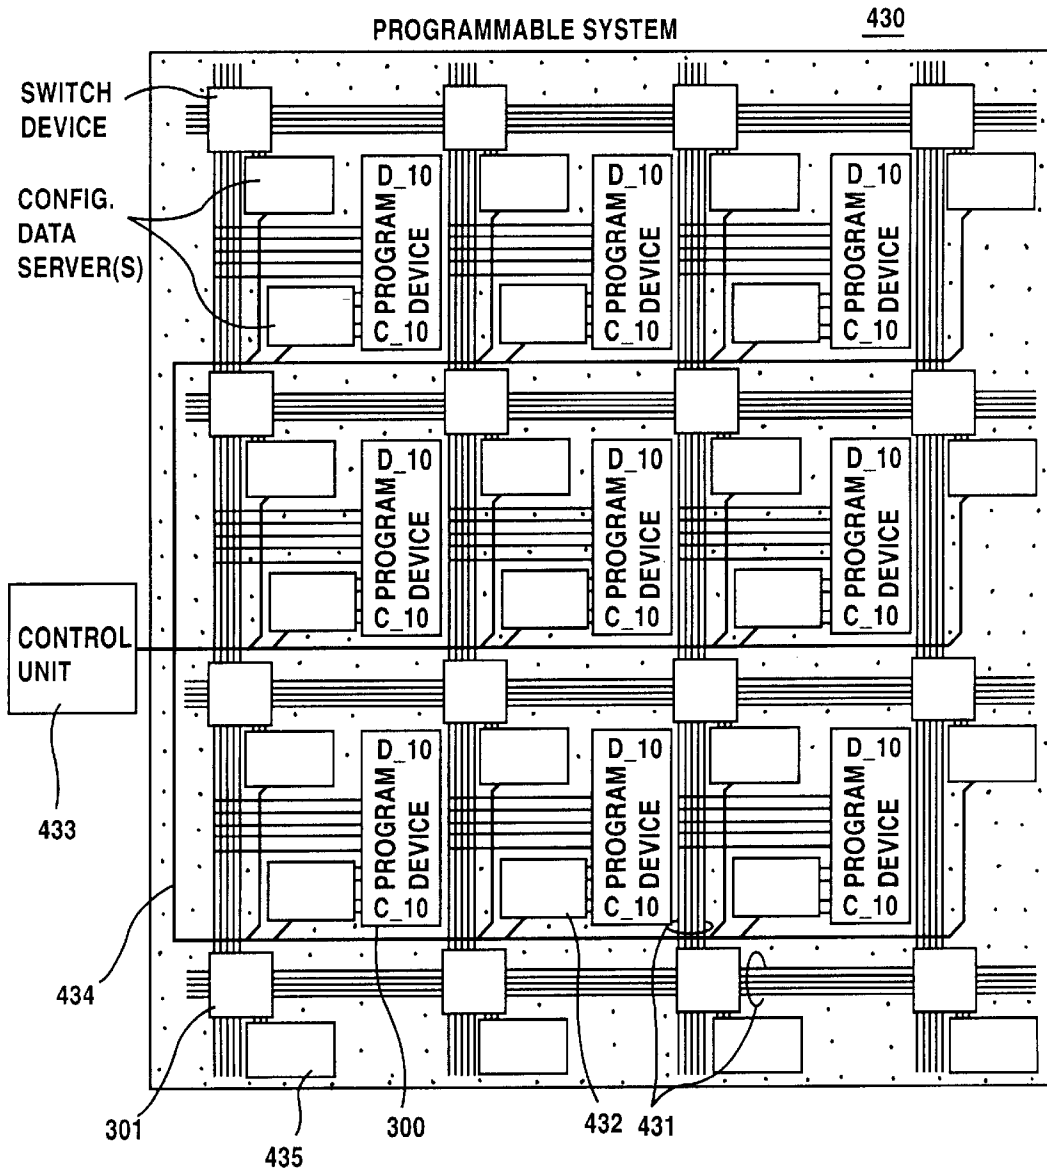 PROGRAMMABLE SYSTEM
430
SWITCH
DEVICE
CONFIG.
DATA
SERVER(S)
D_10
PROGRAM
DEVICE
C_10
D_10
PROGRAM
DEVICE
C_10
D_10
PROGRAM
DEVICE
C_10
D_10
PROGRAM
DEVICE
C_10
D_10
PROGRAM
DEVICE
C_10
D_10
PROGRAM
DEVICE
C_10
CONTROL
UNIT
433
D_10
PROGRAM
DEVICE
C_10
D_10
PROGRAM
DEVICE
C_10
D_10
PROGRAM
DEVICE
C_10
434
301
435
300
432
431